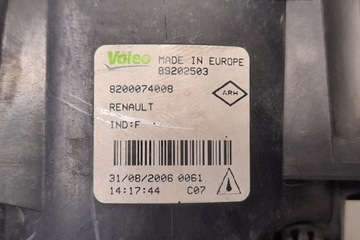 Valeo MADE IN EUROPE
89202503
8200074008
ARH
RENAULT
IND:F
31/08/2006 0061
14:17:44 C07